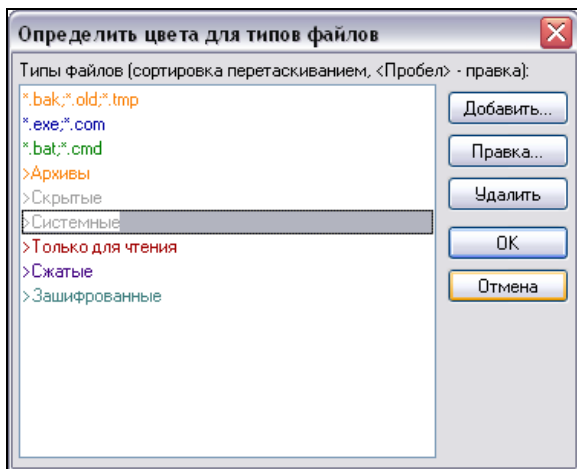 Определить цвета для типов файлов
Типы файлов (сортировка перетаскиванием, <Пробел> - правка):
*.bak;*.old;*.tmp
*.exe;*.com
*.bat;*.cmd
>Архивы
>Скрытые
>Системные
>Только для чтения
>Сжатые
>Зашифрованные
Добавить...
Правка...
Удалить
OK
Отмена